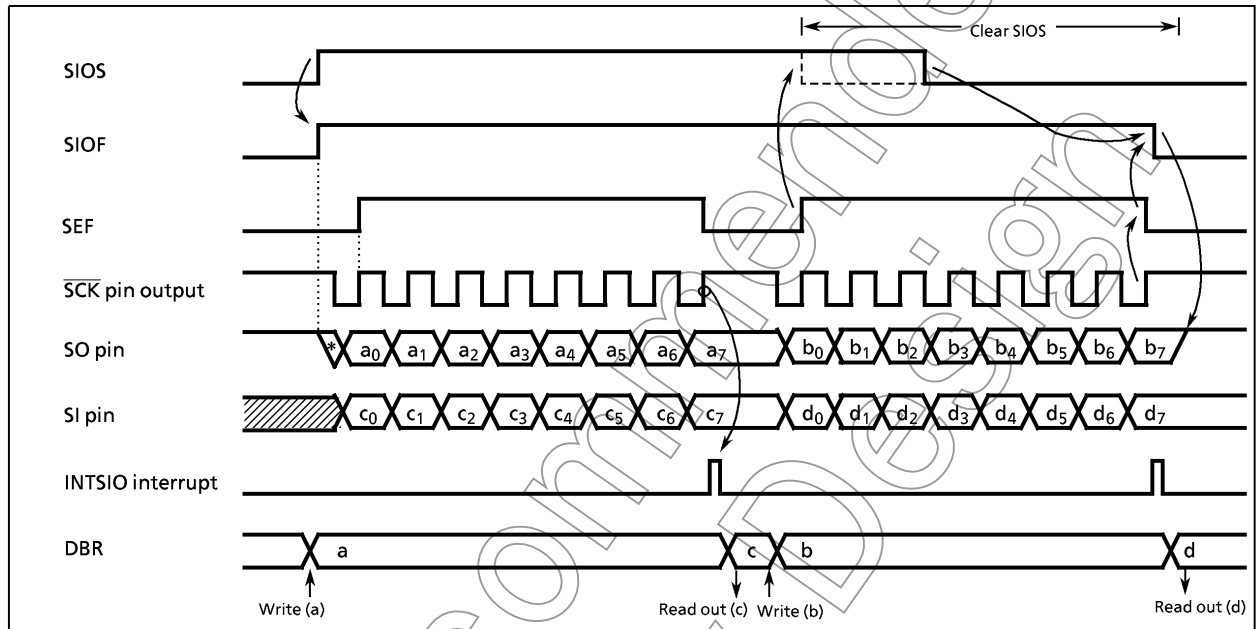 Clear SIOS
SIOS
SIOF
SEF
SCK pin output
SO pin * a0 a1 a2 a3 a4 a5 a6 a7 b0 b1 b2 b3 b4 b5 b6 b7
SI pin c0 c1 c2 c3 c4 c5 c6 c7 d0 d1 d2 d3 d4 d5 d6 d7
INTSIO interrupt
DBR a c b d
Write (a) Read out (c) Write (b) Read out (d)